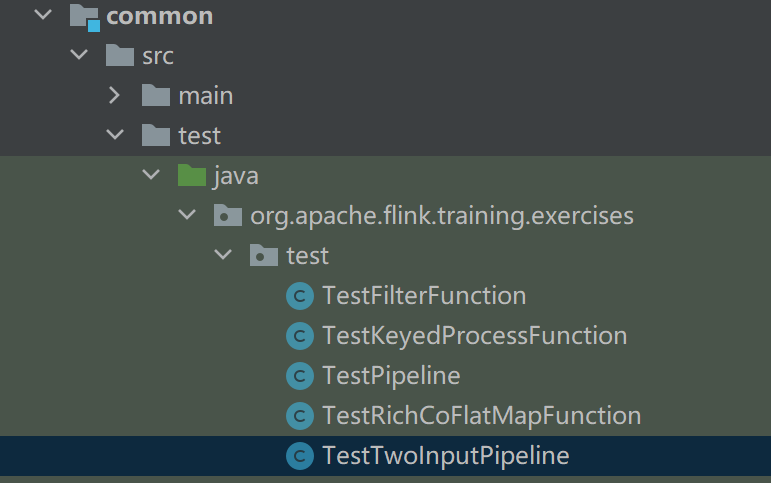 common
src
main
test
java
org.apache.flink.training.exercises
test
C TestFilterFunction
C TestKeyedProcessFunction
C TestPipeline
C TestRichCoFlatMapFunction
C TestTwoInputPipeline